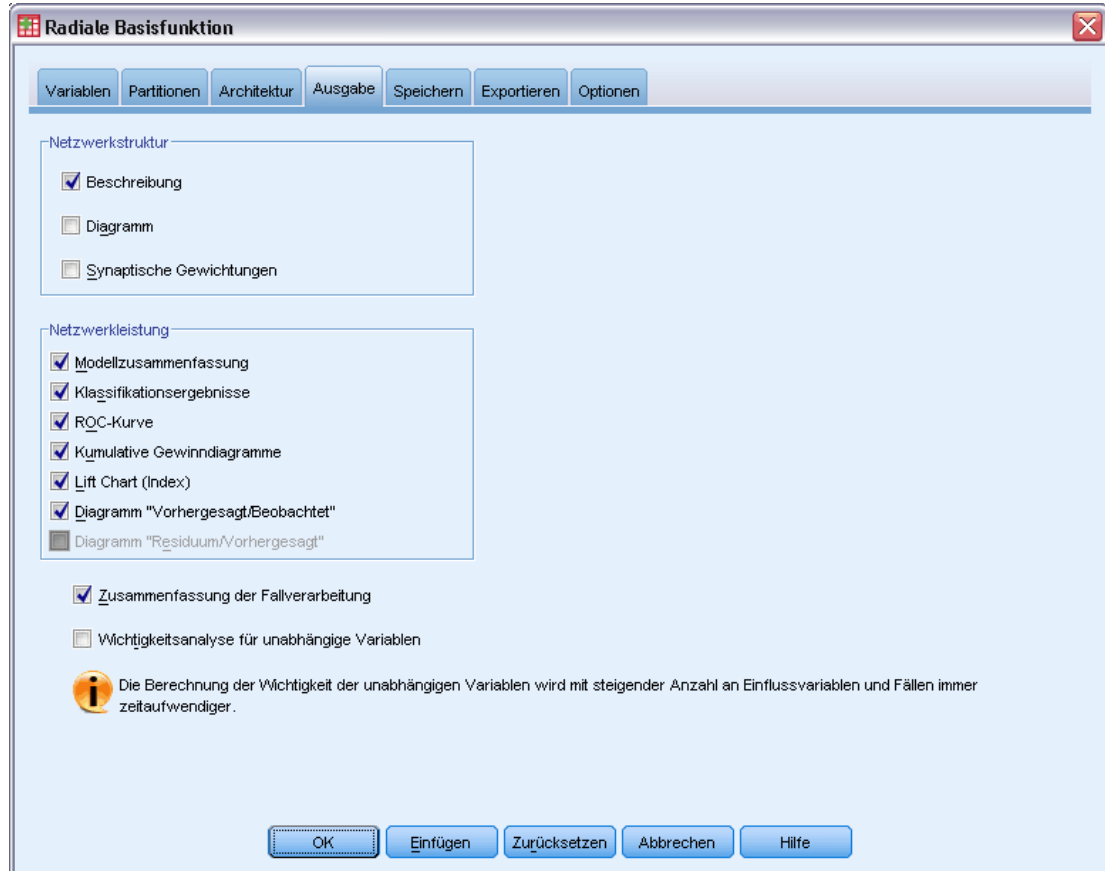 Radiale Basisfunktion
Variablen Partitionen Architektur Ausgabe Speichern Exportieren Optionen
Netzwerkstruktur
Beschreibung
Diagramm
Synaptische Gewichtungen
Netzwerkleistung
Modellzusammenfassung
Klassifikationsergebnisse
ROC-Kurve
Kumulative Gewinndiagramme
Lift Chart (Index)
Diagramm "Vorhergesagt/Beobachtet"
Diagramm "Residuum/Vorhergesagt"
Zusammenfassung der Fallverarbeitung
Wichtigkeitsanalyse für unabhängige Variablen
Die Berechnung der Wichtigkeit der unabhängigen Variablen wird mit steigender Anzahl an Einflussvariablen und Fällen immer
zeitaufwendiger.
OK Einfügen Zurücksetzen Abbrechen Hilfe